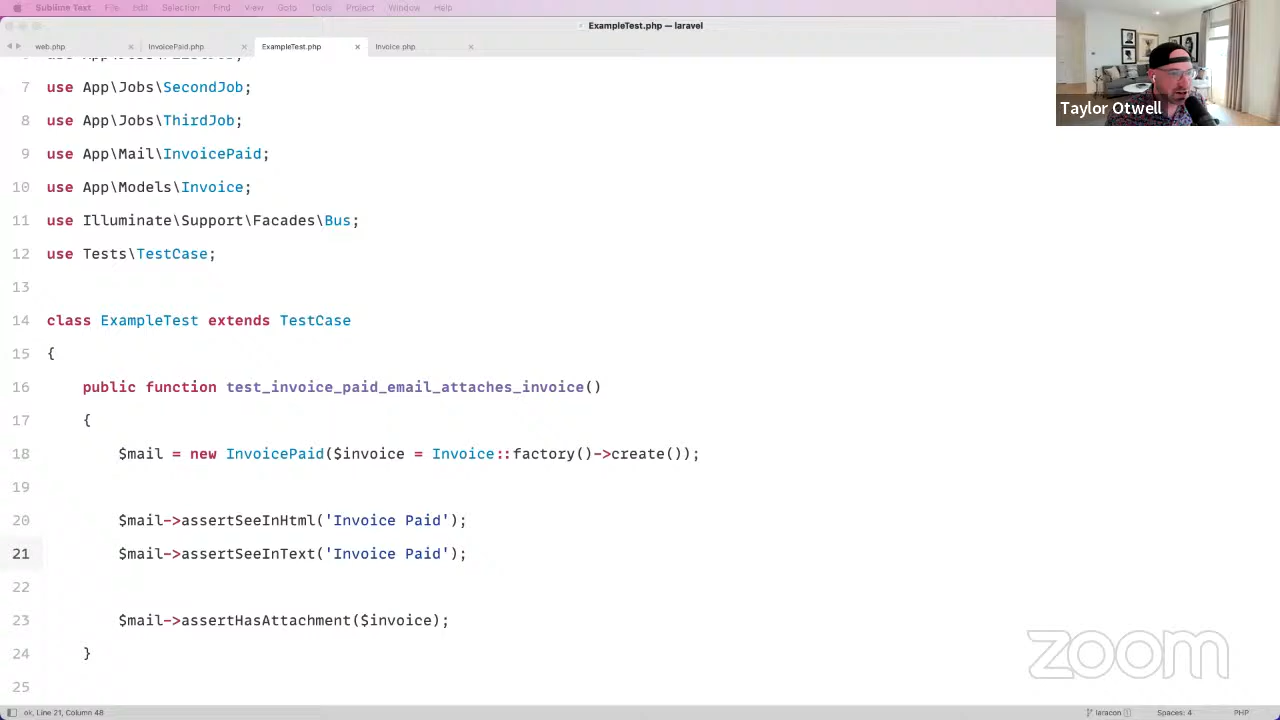 Sublime Text File Edit Selection Find View Goto Tools Project Window Help
ExampleTest.php — laravel
web.php × InvoicePaid.php × ExampleTest.php × Invoice.php ×
7 use App\Jobs\SecondJob;
8 use App\Jobs\ThirdJob;
9 use App\Mail\InvoicePaid;
10 use App\Models\Invoice;
11 use Illuminate\Support\Facades\Bus;
12 use Tests\TestCase;
13
14 class ExampleTest extends TestCase
15 {
16 public function test_invoice_paid_email_attaches_invoice()
17 {
18 $mail = new InvoicePaid($invoice = Invoice::factory()->create());
19
20 $mail->assertSeeInHtml('Invoice Paid');
21 $mail->assertSeeInText('Invoice Paid');
22
23 $mail->assertHasAttachment($invoice);
24 }
25
Taylor Otwell
zoom
ok, Line 21, Column 48 laracon Spaces: 4 PHP